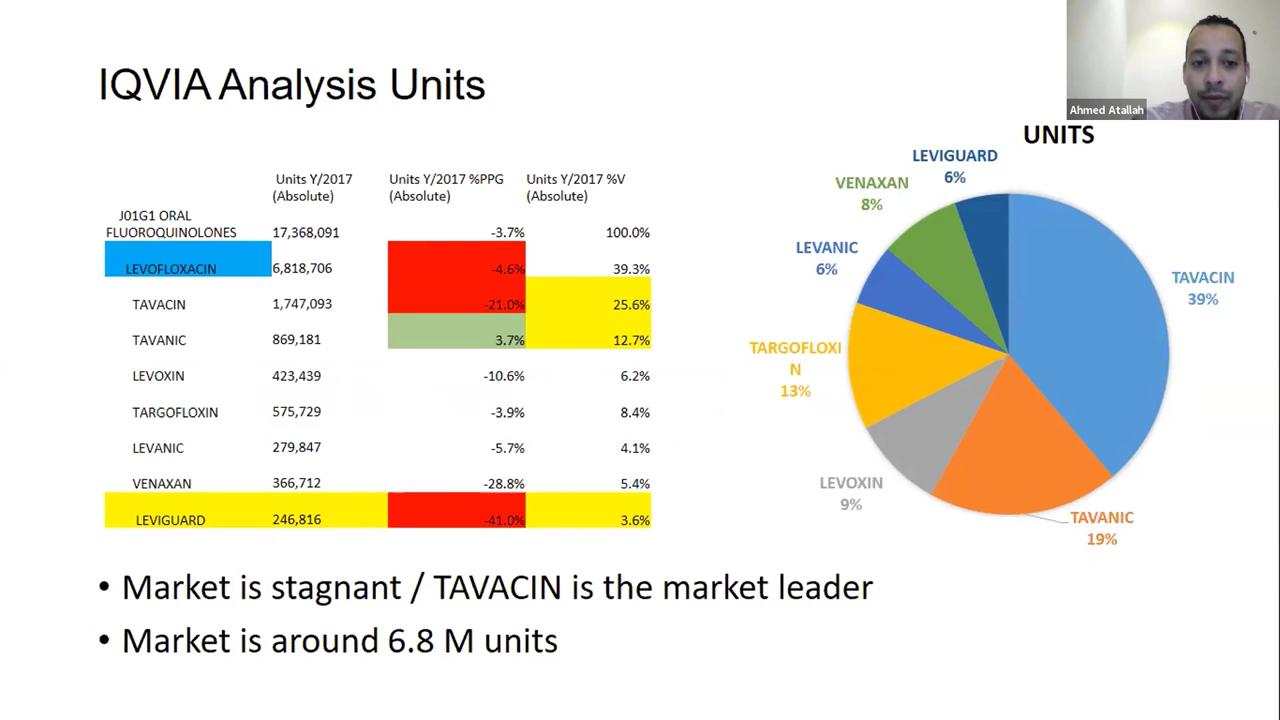 IQVIA Analysis Units
Ahmed Atallah
Units Y/2017 Units Y/2017 %PPG Units Y/2017 %V
(Absolute) (Absolute) (Absolute)
J01G1 ORAL
FLUOROQUINOLONES 17,368,091 -3.7% 100.0%
LEVOFLOXACIN 6,818,706 -4.6% 39.3%
TAVACIN 1,747,093 -21.0% 25.6%
TAVANIC 869,181 3.7% 12.7%
LEVOXIN 423,439 -10.6% 6.2%
TARGOFLOXIN 575,729 -3.9% 8.4%
LEVANIC 279,847 -5.7% 4.1%
VENAXAN 366,712 -28.8% 5.4%
LEVIGUARD 246,816 -41.0% 3.6%
UNITS
LEVIGUARD
6%
VENAXAN
8%
LEVANIC
6%
TAVACIN
39%
TARGOFLOXI
N
13%
LEVOXIN
9%
TAVANIC
19%
• Market is stagnant / TAVACIN is the market leader
• Market is around 6.8 M units